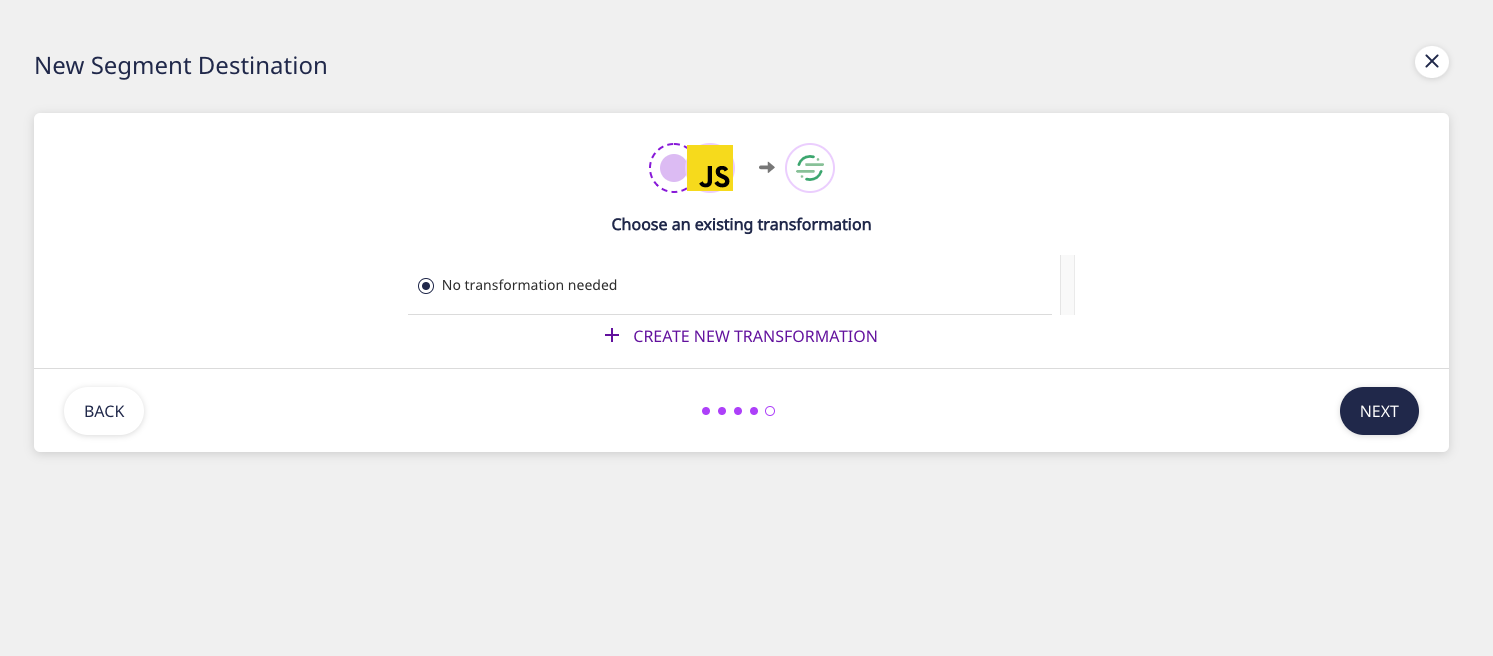 New Segment Destination
JS
Choose an existing transformation
No transformation needed
CREATE NEW TRANSFORMATION
BACK
NEXT